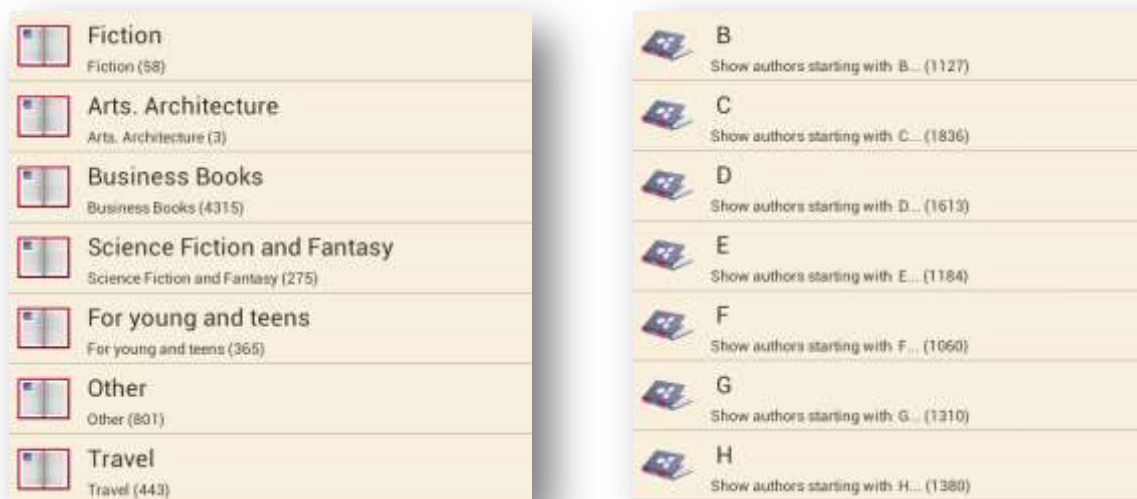 Fiction
Fiction (58)
Arts. Architecture
Arts. Architecture (3)
Business Books
Business Books (4315)
Science Fiction and Fantasy
Science Fiction and Fantasy (275)
For young and teens
For young and teens (365)
Other
Other (801)
Travel
Travel (443)
B
Show authors starting with B... (1127)
C
Show authors starting with C... (1836)
D
Show authors starting with D... (1613)
E
Show authors starting with E... (1184)
F
Show authors starting with F... (1060)
G
Show authors starting with G... (1310)
H
Show authors starting with H... (1380)